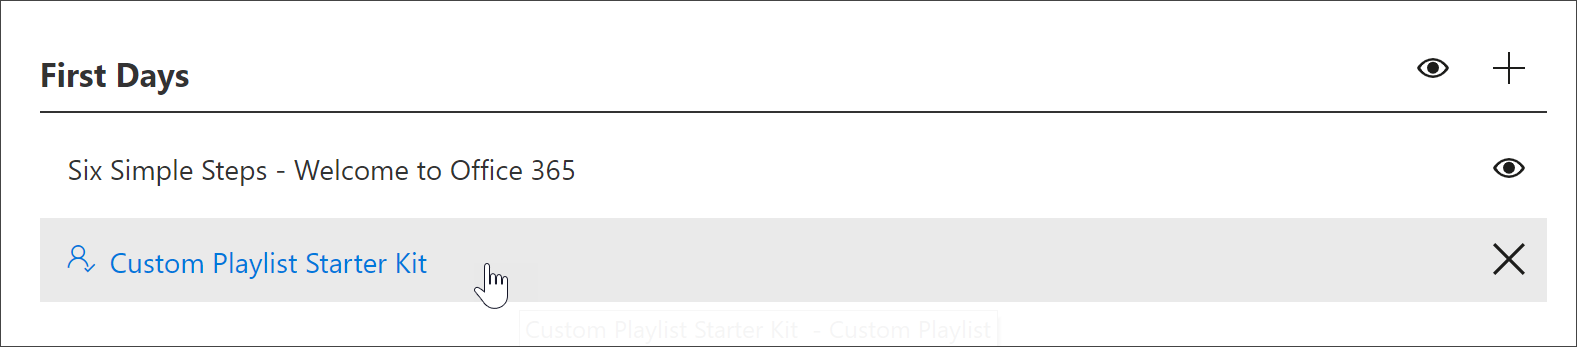 First Days
Six Simple Steps - Welcome to Office 365
Custom Playlist Starter Kit
Custom Playlist Starter Kit - Custom Playlist